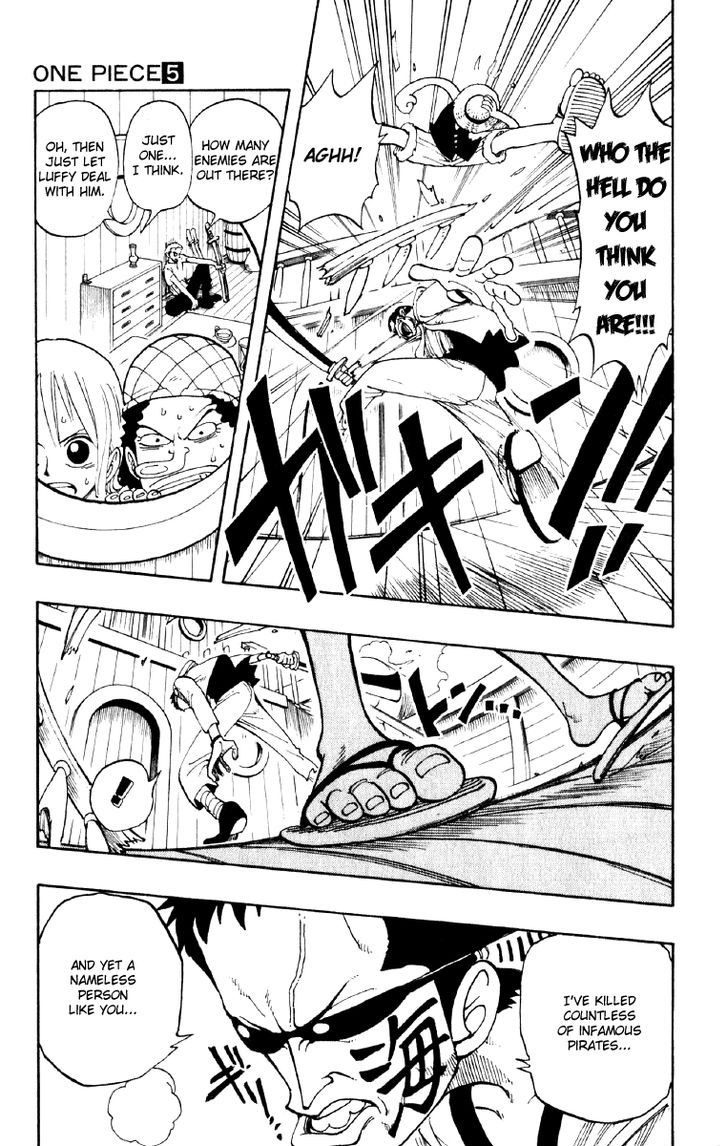 ONE PIECE 5
WHO THE
HELL DO
YOU
THINK
YOU
ARE!!!
AGHH!
ガキン!!!
HOW MANY
ENEMIES ARE
OUT THERE?
JUST
ONE...
I THINK.
OH, THEN
JUST LET
LUFFY DEAL
WITH HIM.
トン...
!
I'VE KILLED
COUNTLESS
OF INFAMOUS
PIRATES...
海
ギッ
AND YET A
NAMELESS
PERSON
LIKE YOU...